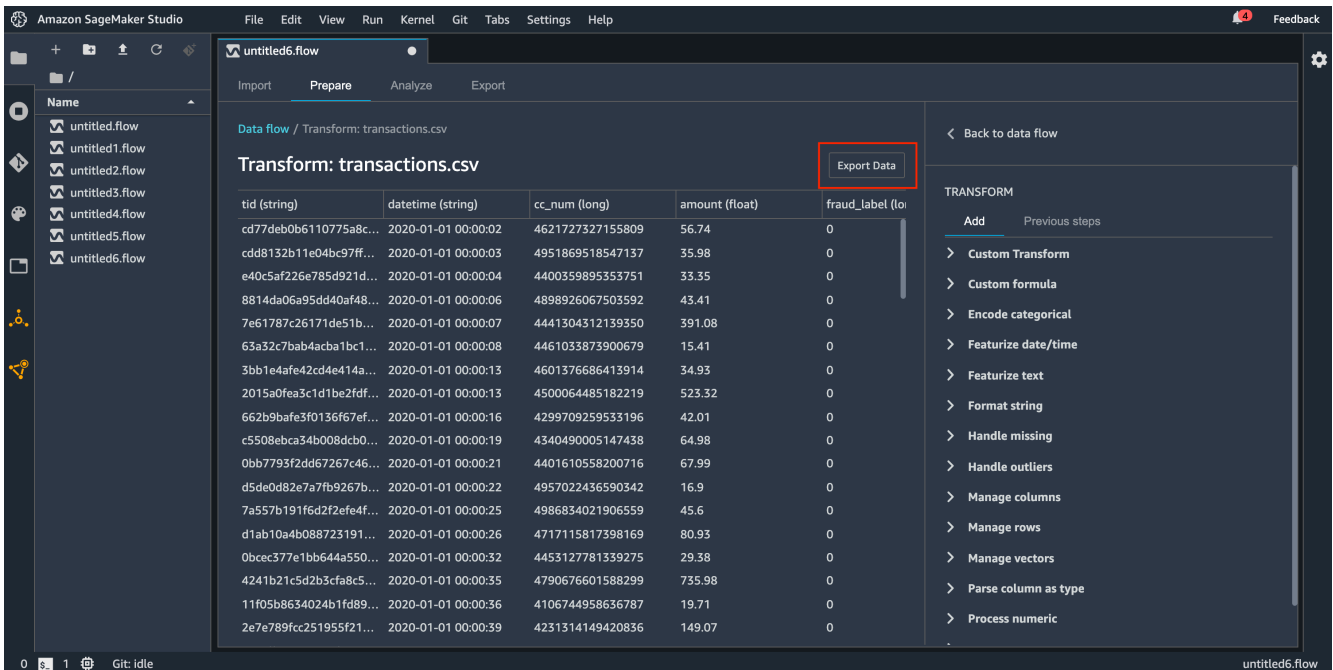 Amazon SageMaker Studio File Edit View Run Kernel Git Tabs Settings Help 4 Feedback
untitled6.flow
/
Import Prepare Analyze Export
Name
untitled.flow
untitled1.flow
untitled2.flow
untitled3.flow
untitled4.flow
untitled5.flow
untitled6.flow
Data flow / Transform: transactions.csv
Transform: transactions.csv
Export Data
tid (string) datetime (string) cc_num (long) amount (float) fraud_label (lo
cd77deb0b6110775a8c... 2020-01-01 00:00:02 4621727327155809 56.74 0
cdd8132b11e04bc97ff... 2020-01-01 00:00:03 4951869518547137 35.98 0
e40c5af226e785d921d... 2020-01-01 00:00:04 4400359895353751 33.35 0
8814da06a95dd40af48... 2020-01-01 00:00:06 4898926067503592 43.41 0
7e61787c26171de51b... 2020-01-01 00:00:07 4441304312139350 391.08 0
63a32c7bab4acba1bc1... 2020-01-01 00:00:08 4461033873900679 15.41 0
3bb1e4afe42cd4e414a... 2020-01-01 00:00:13 4601376686413914 34.93 0
2015a0fea3c1d1be2fdf... 2020-01-01 00:00:13 4500064485182219 523.32 0
662b9bafe3f0136f67ef... 2020-01-01 00:00:16 4299709259533196 42.01 0
c5508ebca34b008dcb0... 2020-01-01 00:00:19 4340490005147438 64.98 0
0bb7793f2dd67267c46... 2020-01-01 00:00:21 4401610558200716 67.99 0
d5de0d82e7a7fb9267b... 2020-01-01 00:00:22 4957022436590342 16.9 0
7a557b191f6d2f2efe4f... 2020-01-01 00:00:25 4986834021906559 45.6 0
d1ab10a4b088723191... 2020-01-01 00:00:26 4717115817398169 80.93 0
0bcec377e1bb644a550... 2020-01-01 00:00:32 4453127781339275 29.38 0
4241b21c5d2b3cfa8c5... 2020-01-01 00:00:35 4790676601588299 735.98 0
11f05b8634024b1fd89... 2020-01-01 00:00:36 4106744958636787 19.71 0
2e7e789fcc251955f21... 2020-01-01 00:00:39 4231314149420836 149.07 0
Back to data flow
TRANSFORM
Add Previous steps
Custom Transform
Custom formula
Encode categorical
Featurize date/time
Featurize text
Format string
Handle missing
Handle outliers
Manage columns
Manage rows
Manage vectors
Parse column as type
Process numeric
0 $_ 1 Git: idle untitled6.flow